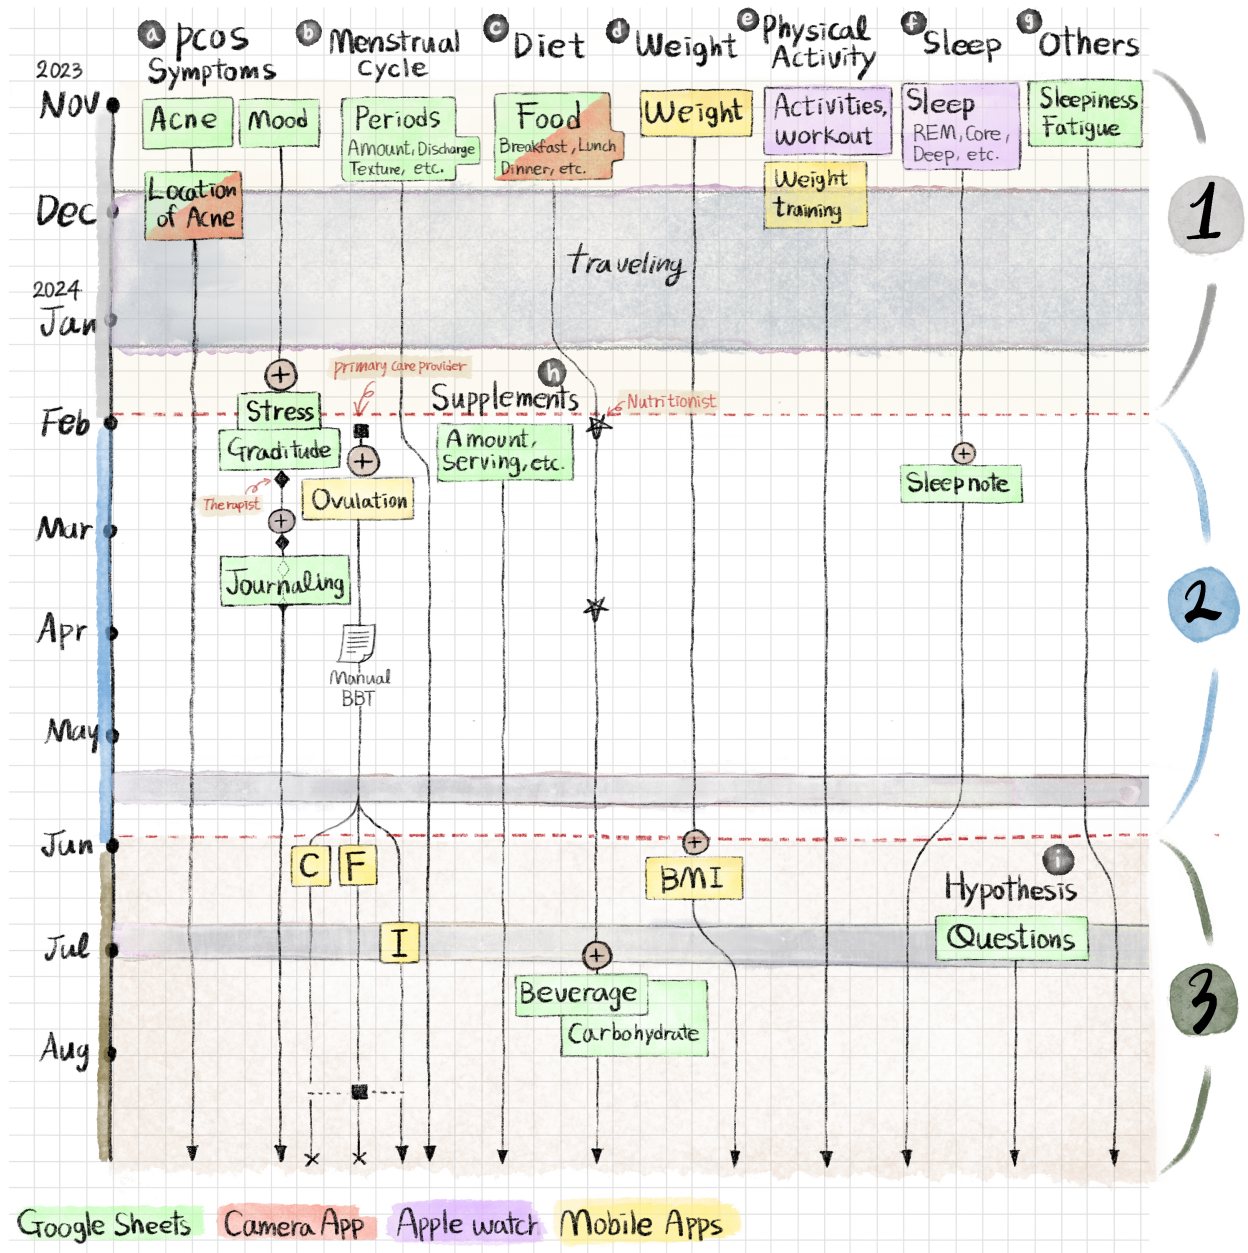 a PCOS Symptoms
b Menstrual Cycle
c Diet
d Weight
e Physical Activity
f Sleep
g Others
2023
Nov
Acne
Mood
Periods
Amount, Discharge
Texture, etc.
Food
Breakfast, Lunch
Dinner, etc.
Weight
Activities,
workout
Sleep
REM, Core,
Deep, etc.
Sleepiness
Fatigue
Location
of Acne
Weight
training
Dec
1
traveling
2024
Jan
primary care provider
h
Supplements
Nutritionist
Stress
Feb
Graditude
Amount,
Serving, etc.
Therapist
Ovulation
Sleep note
Mar
Journaling
2
Apr
Manual
BBT
May
Jun
C
F
BMI
i
Hypothesis
Questions
Jul
I
Beverage
Carbohydrate
3
Aug
Google Sheets
Camera App
Apple watch
Mobile Apps